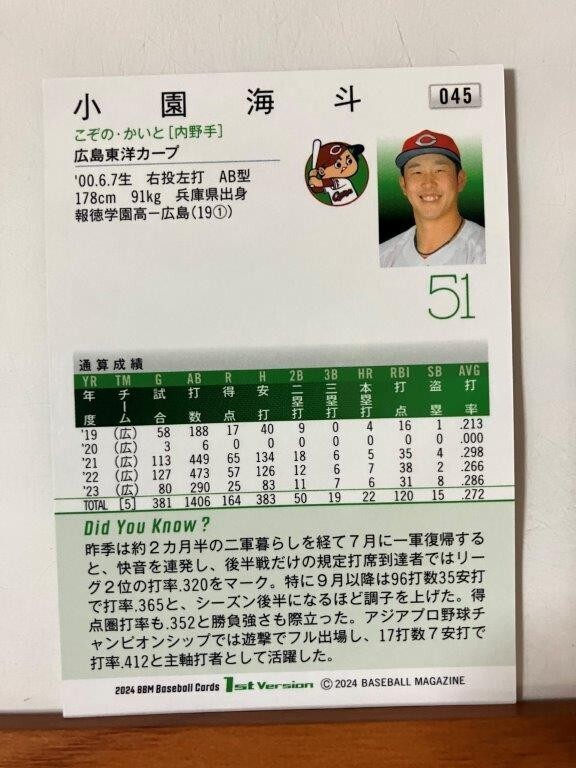 小園海斗 045
こぞの・かいと[内野手]
広島東洋カープ
'00.6.7生 右投左打 AB型
178cm 91kg 兵庫県出身
報徳学園高ー広島(19①)
Carp
51
通算成績
YR TM G AB R H 2B 3B HR RBI SB AVG
年度 チーム 試合 打数 得点 安打 二塁打 三塁打 本塁打 打点 盗塁 打率
'19 (広) 58 188 17 40 9 0 4 16 1 .213
'20 (広) 3 6 0 0 0 0 0 0 0 .000
'21 (広) 113 449 65 134 18 6 5 35 4 .298
'22 (広) 127 473 57 126 12 6 7 38 2 .266
'23 (広) 80 290 25 83 11 7 6 31 8 .286
TOTAL [5] 381 1406 164 383 50 19 22 120 15 .272
Did You Know?
昨季は約2カ月半の二軍暮らしを経て7月に一軍復帰する
と、快音を連発し、後半戦だけの規定打席到達者ではリー
グ2位の打率.320をマーク。特に9月以降は96打数35安打
で打率.365と、シーズン後半になるほど調子を上げた。得
点圏打率も.352と勝負強さも際立った。アジアプロ野球チ
ャンピオンシップでは遊撃でフル出場し、17打数7安打で
打率.412と主軸打者として活躍した。
2024 BBM Baseball Cards 1st Version © 2024 BASEBALL MAGAZINE